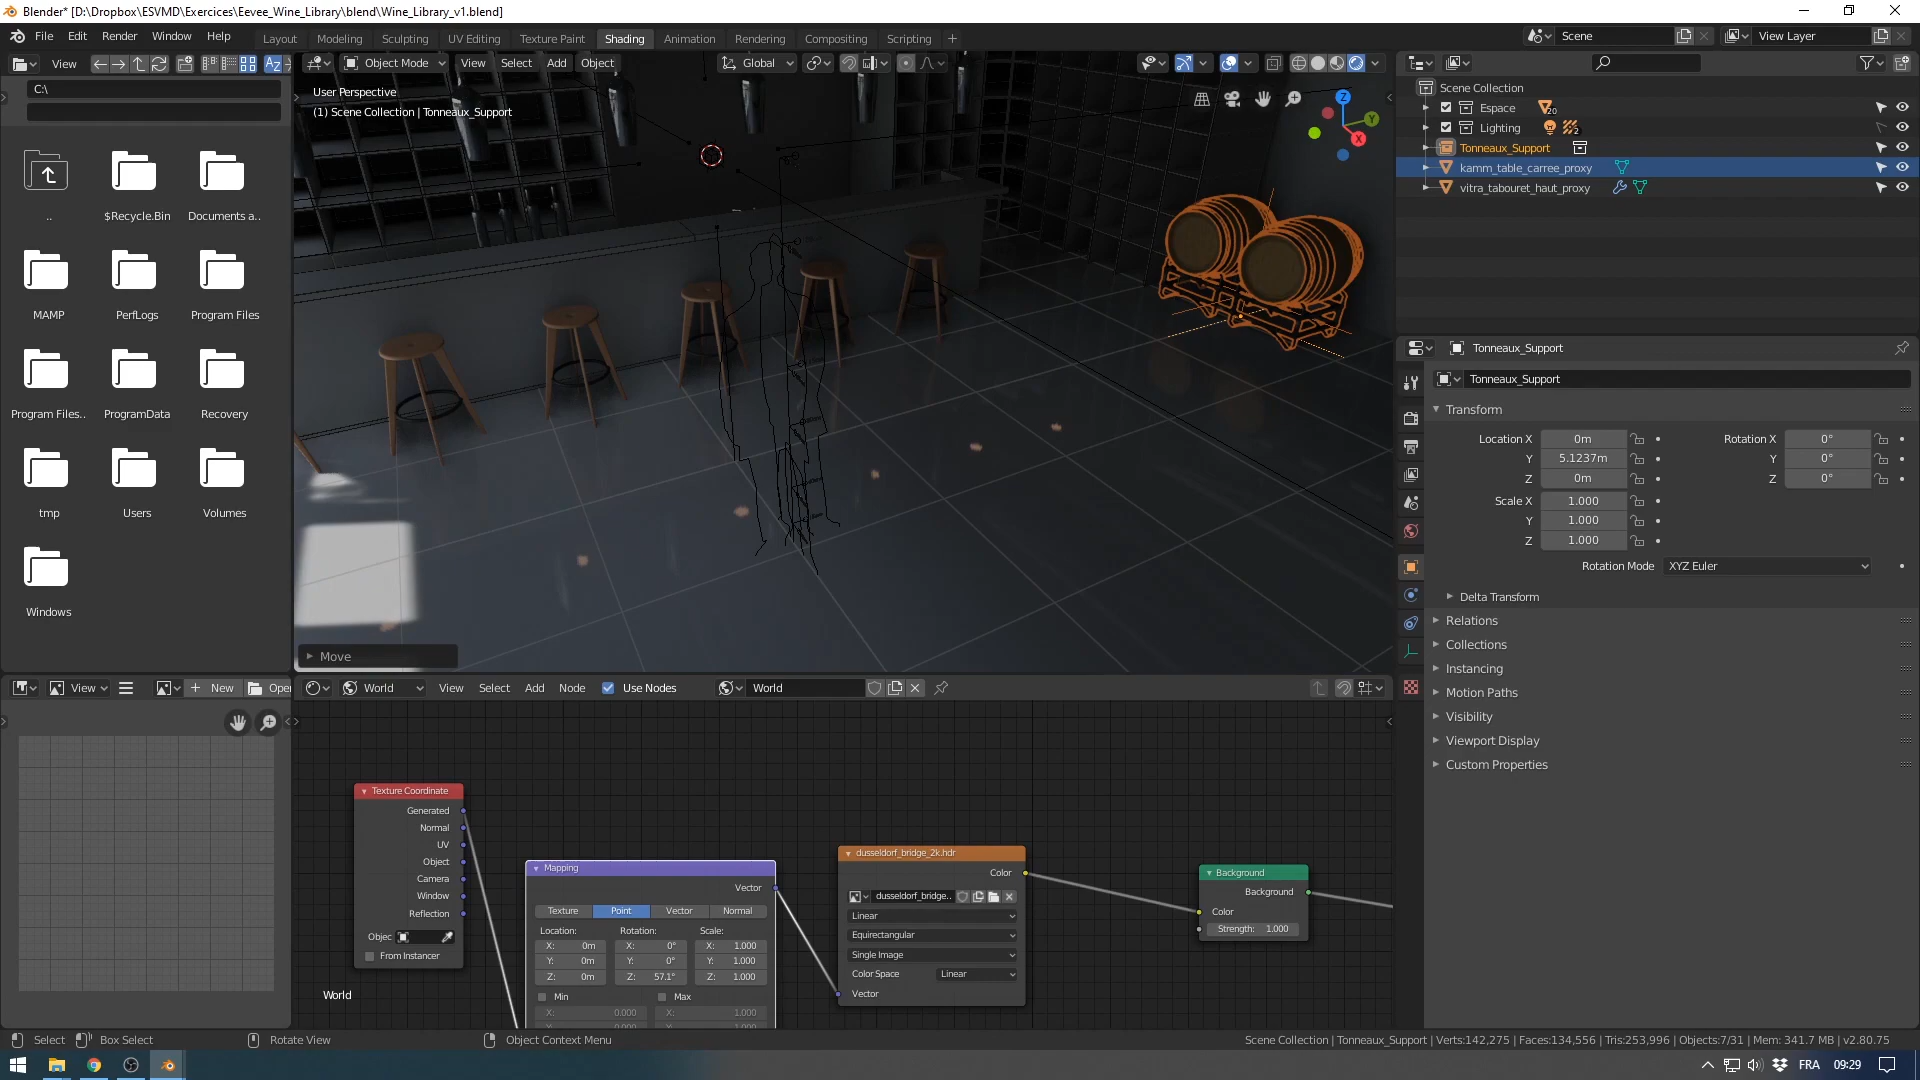 Blender* [D:\Dropbox\ESVMD\Exercices\Eevee_Wine_Library\blend\Wine_Library_v1.blend]
File Edit Render Window Help
Layout Modeling Sculpting UV Editing Texture Paint Shading Animation Rendering Compositing Scripting
Scene
View Layer
View
C:\
..
$Recycle.Bin
Documents a..
MAMP
PerfLogs
Program Files
Program Files..
ProgramData
Recovery
tmp
Users
Volumes
Windows
Object Mode View Select Add Object
Global
User Perspective
(1) Scene Collection | Tonneaux_Support
Z
Y
X
Move
Scene Collection
Espace
20
Lighting
2
Tonneaux_Support
kamm_table_carree_proxy
vitra_tabouret_haut_proxy
Tonneaux_Support
Tonneaux_Support
Transform
Location X 0m Rotation X 0°
Y 5.1237m Y 0°
Z 0m Z 0°
Scale X 1.000
Y 1.000
Z 1.000
Rotation Mode XYZ Euler
Delta Transform
Relations
Collections
Instancing
Motion Paths
Visibility
Viewport Display
Custom Properties
View New Open
World View Select Add Node Use Nodes World
Texture Coordinate
Generated
Normal
UV
Object
Camera
Window
Reflection
Objec
From Instancer
World
Mapping
Vector
Texture Point Vector Normal
Location: Rotation: Scale:
X: 0m X: 0° X: 1.000
Y: 0m Y: 0° Y: 1.000
Z: 0m Z: 57.1° Z: 1.000
Min Max
X: 0.000 X: 1.000
dusseldorf_bridge_2k.hdr
Color
dusseldorf_bridge..
Linear
Equirectangular
Single Image
Color Space Linear
Vector
Background
Background
Color
Strength: 1.000
Select Box Select Rotate View Object Context Menu
Scene Collection | Tonneaux_Support | Verts:142,275 | Faces:134,556 | Tris:253,996 | Objects:7/31 | Mem: 341.7 MB | v2.80.75
FRA 09:29